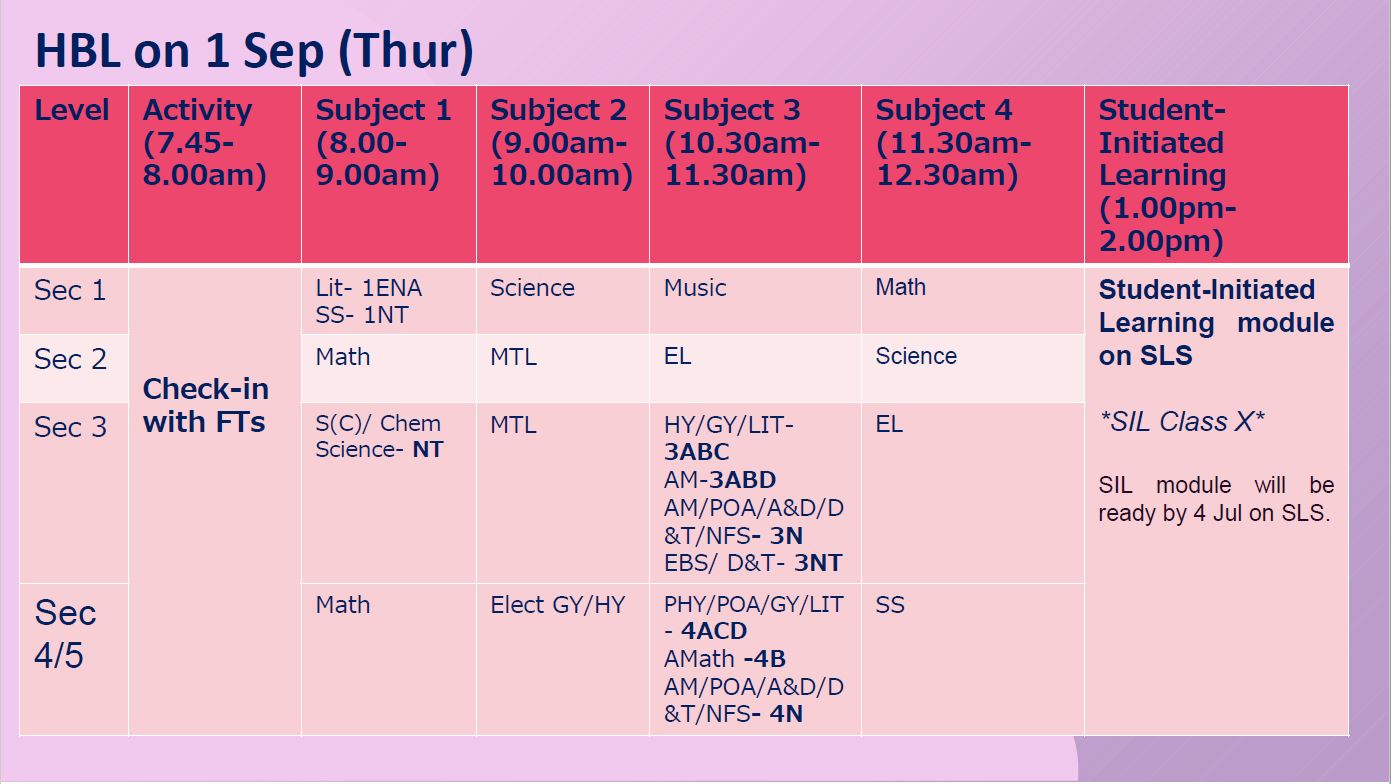 HBL on 1 Sep (Thur)
Level
Activity
(7.45-
8.00am)
Subject 1
(8.00-
9.00am)
Subject 2
(9.00am-
10.00am)
Subject 3
(10.30am-
11.30am)
Subject 4
(11.30am-
12.30am)
Student-
Initiated
Learning
(1.00pm-
2.00pm)
Sec 1
Check-in
with FTs
Lit- 1ENA
SS- 1NT
Science
Music
Math
Student-Initiated
Learning module
on SLS
*SIL Class X*
SIL module will be
ready by 4 Jul on SLS.
Sec 2
Math
MTL
EL
Science
Sec 3
S(C)/ Chem
Science- NT
MTL
HY/GY/LIT-
3ABC
AM-3ABD
AM/POA/A&D/D
&T/NFS- 3N
EBS/ D&T- 3NT
EL
Sec
4/5
Math
Elect GY/HY
PHY/POA/GY/LIT
- 4ACD
AMath -4B
AM/POA/A&D/D
&T/NFS- 4N
SS